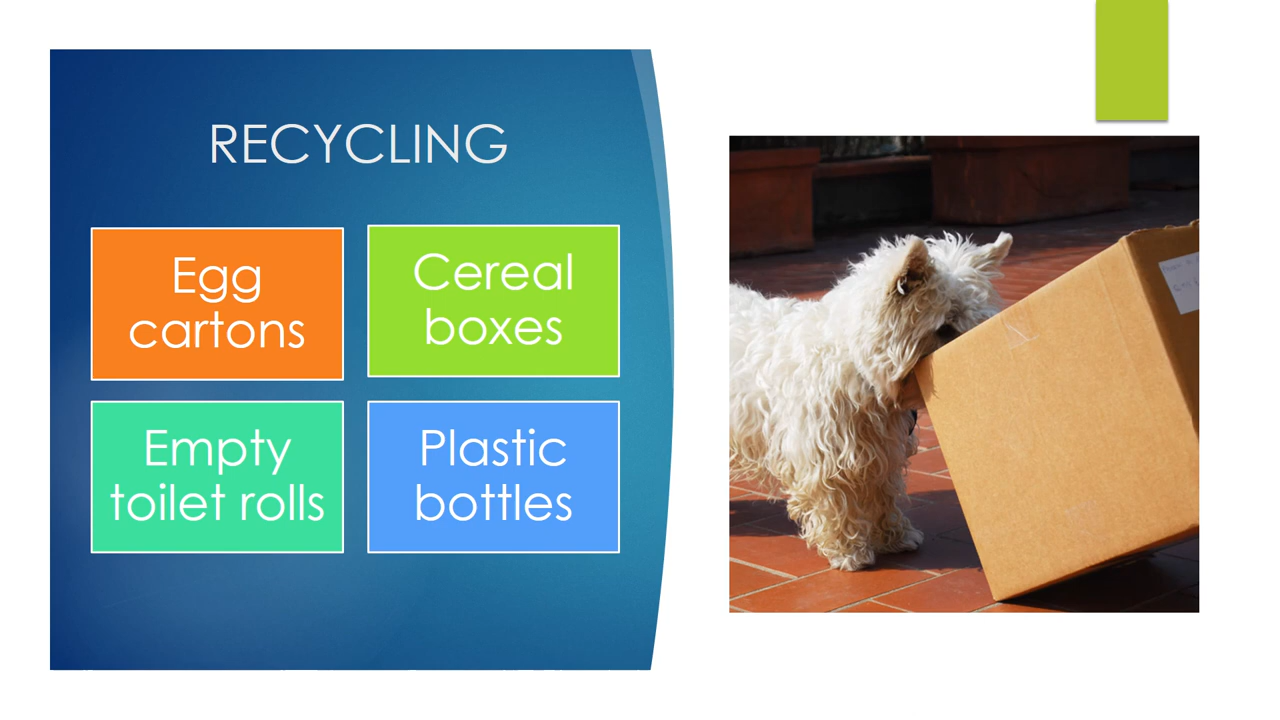 RECYCLING
Egg
cartons
Cereal
boxes
Empty
toilet rolls
Plastic
bottles